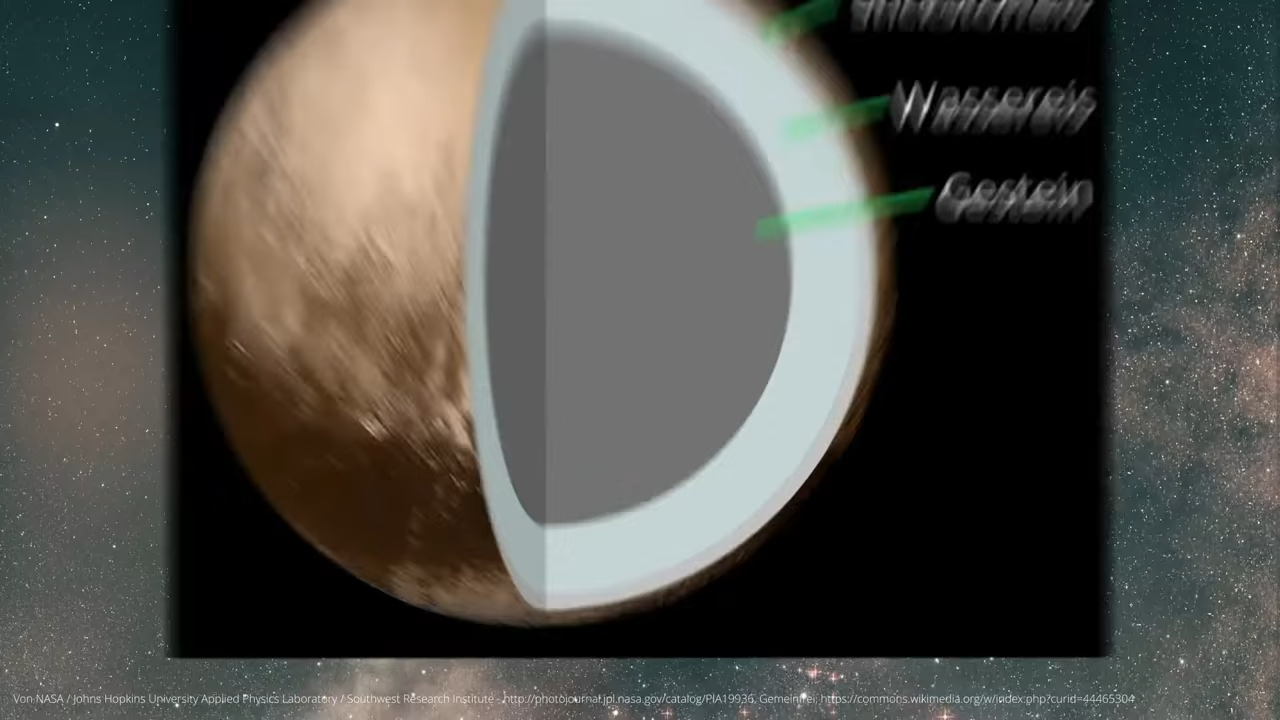 Wassereis
Gestein
Von NASA / Johns Hopkins University Applied Physics Laboratory / Southwest Research Institute - http://photojournal.jpl.nasa.gov/catalog/PIA19936, Gemeinfrei, https://commons.wikimedia.org/w/index.php?curid=44465304